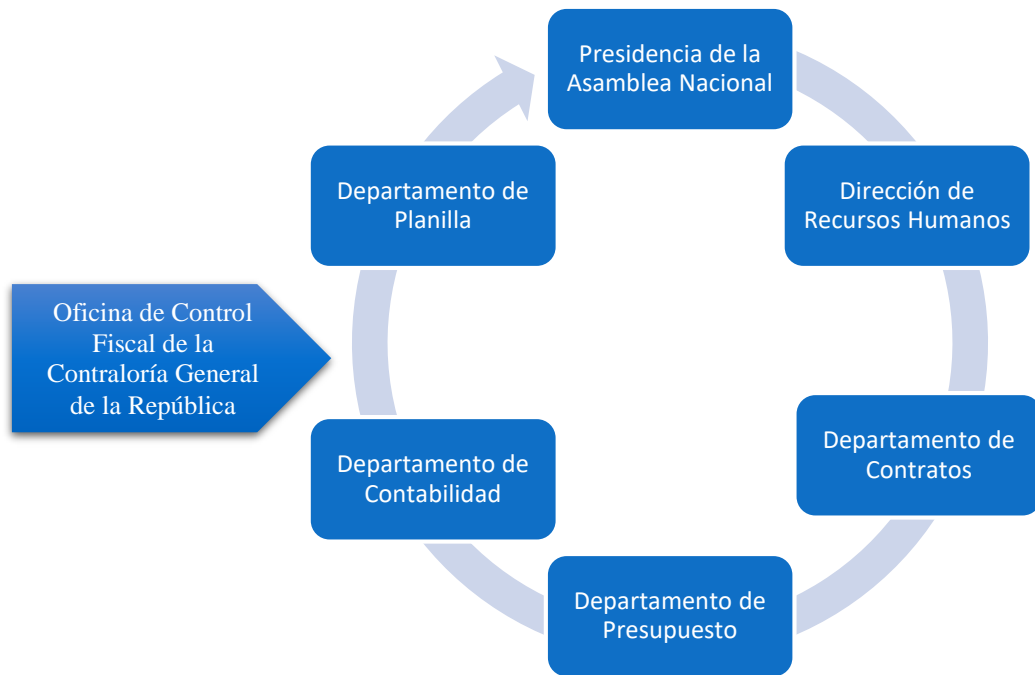 Presidencia de la
Asamblea Nacional
Dirección de
Recursos Humanos
Departamento de
Contratos
Departamento de
Presupuesto
Departamento de
Contabilidad
Departamento de
Planilla
Oficina de Control
Fiscal de la
Contraloría General
de la República